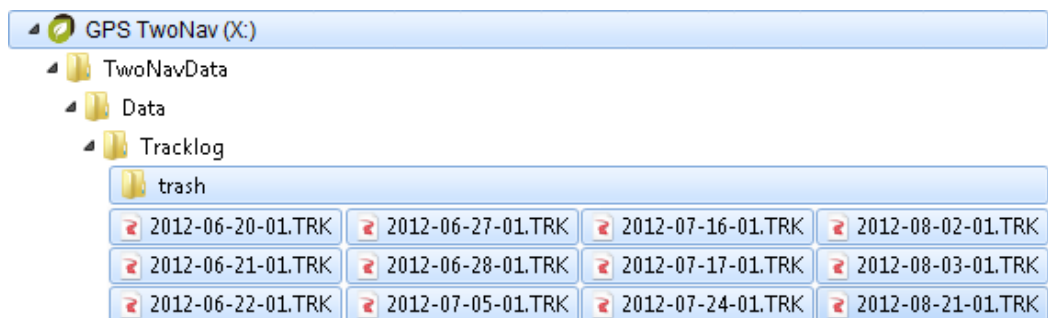 GPS TwoNav (X:)
TwoNavData
Data
Tracklog
trash
2012-06-20-01.TRK 2012-06-27-01.TRK 2012-07-16-01.TRK 2012-08-02-01.TRK
2012-06-21-01.TRK 2012-06-28-01.TRK 2012-07-17-01.TRK 2012-08-03-01.TRK
2012-06-22-01.TRK 2012-07-05-01.TRK 2012-07-24-01.TRK 2012-08-21-01.TRK